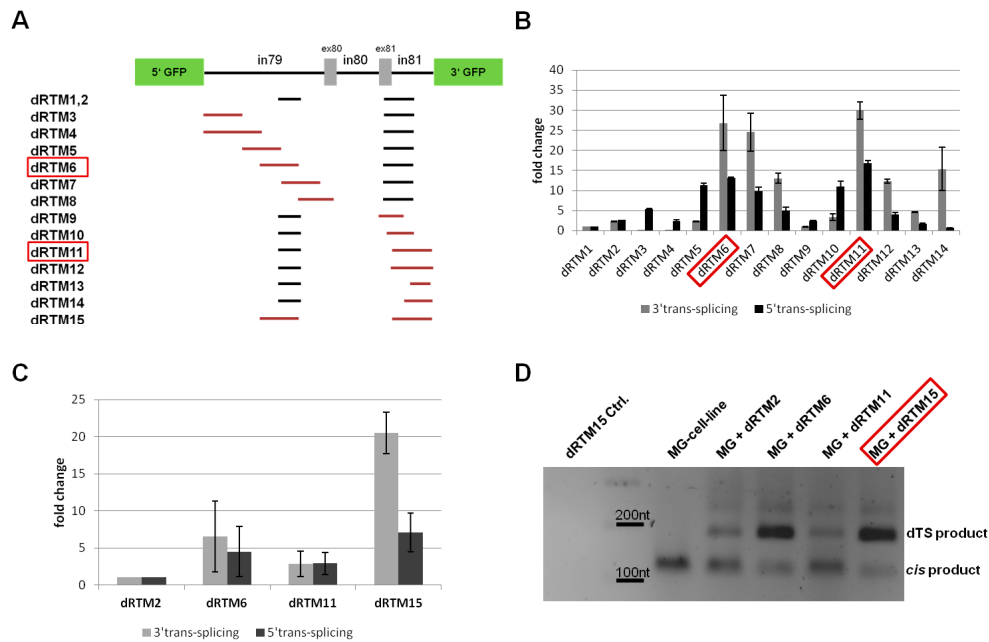 A
5' GFP
in79
ex80
in80
ex81
in81
3' GFP
dRTM1,2
dRTM3
dRTM4
dRTM5
dRTM6
dRTM7
dRTM8
dRTM9
dRTM10
dRTM11
dRTM12
dRTM13
dRTM14
dRTM15
B
fold change
40
35
30
25
20
15
10
5
0
dRTM1
dRTM2
dRTM3
dRTM4
dRTM5
dRTM6
dRTM7
dRTM8
dRTM9
dRTM10
dRTM11
dRTM12
dRTM13
dRTM14
3'trans-splicing
5'trans-splicing
C
fold change
25
20
15
10
5
0
dRTM2
dRTM6
dRTM11
dRTM15
3'trans-splicing
5'trans-splicing
D
dRTM15 Ctrl.
MG-cell-line
MG + dRTM2
MG + dRTM6
MG + dRTM11
MG + dRTM15
200nt
100nt
dTS product
cis product